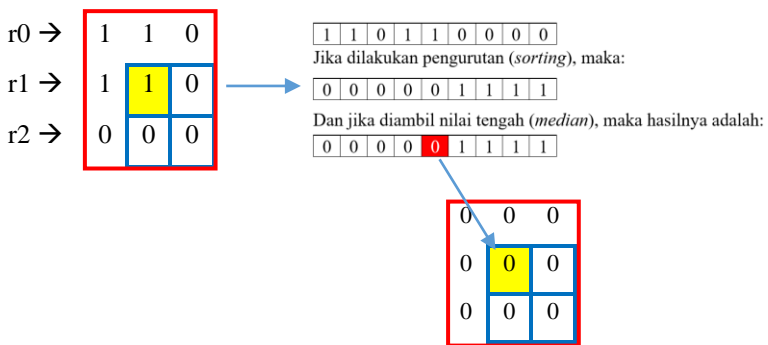 r0 → 1 1 0
r1 → 1 1 0
r2 → 0 0 0
1 1 0 1 1 0 0 0 0
Jika dilakukan pengurutan (sorting), maka:
0 0 0 0 0 1 1 1 1
Dan jika diambil nilai tengah (median), maka hasilnya adalah:
0 0 0 0 0 1 1 1 1
0 0 0
0 0 0
0 0 0